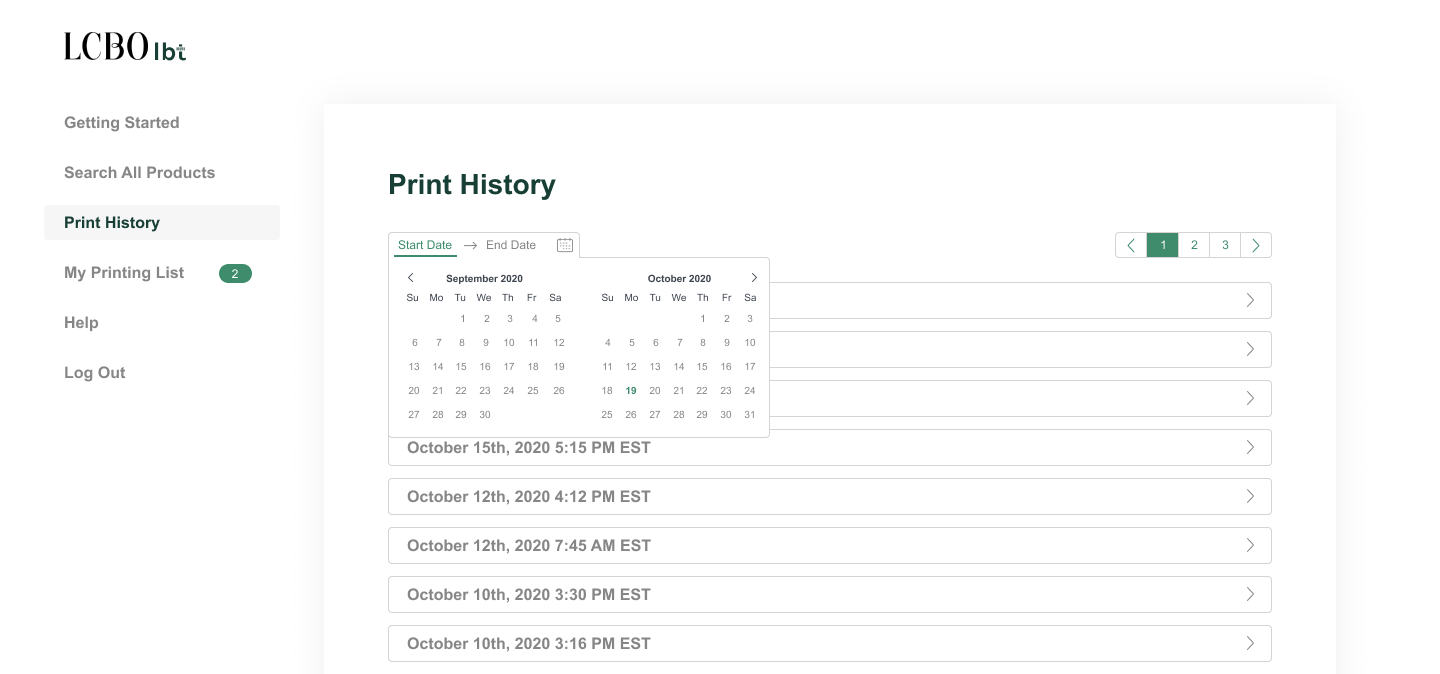 LCBO lbt
Getting Started
Search All Products
Print History
My Printing List 2
Help
Log Out
Print History
Start Date → End Date
1 2 3
September 2020
Su Mo Tu We Th Fr Sa
1 2 3 4 5
6 7 8 9 10 11 12
13 14 15 16 17 18 19
20 21 22 23 24 25 26
27 28 29 30
October 2020
Su Mo Tu We Th Fr Sa
1 2 3
4 5 6 7 8 9 10
11 12 13 14 15 16 17
18 19 20 21 22 23 24
25 26 27 28 29 30 31
October 15th, 2020 5:15 PM EST
October 12th, 2020 4:12 PM EST
October 12th, 2020 7:45 AM EST
October 10th, 2020 3:30 PM EST
October 10th, 2020 3:16 PM EST